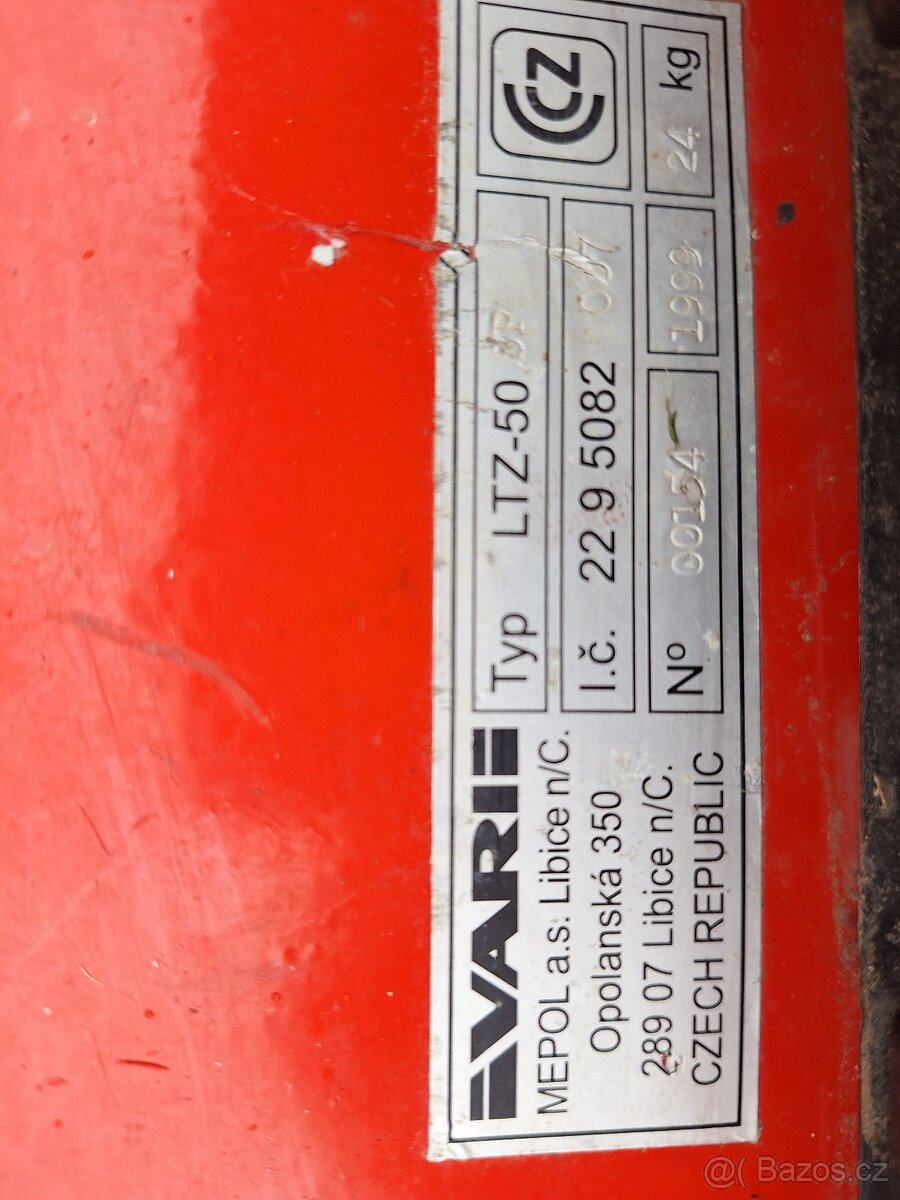 VARI
MEPOL a.s. Libice n/C.
Opolanská 350
289 07 Libice n/C.
CZECH REPUBLIC
Typ LTZ-50
I.č. 22 9 5082
Nº 00154 1999 24 kg
CZ
@( Bazos.cz